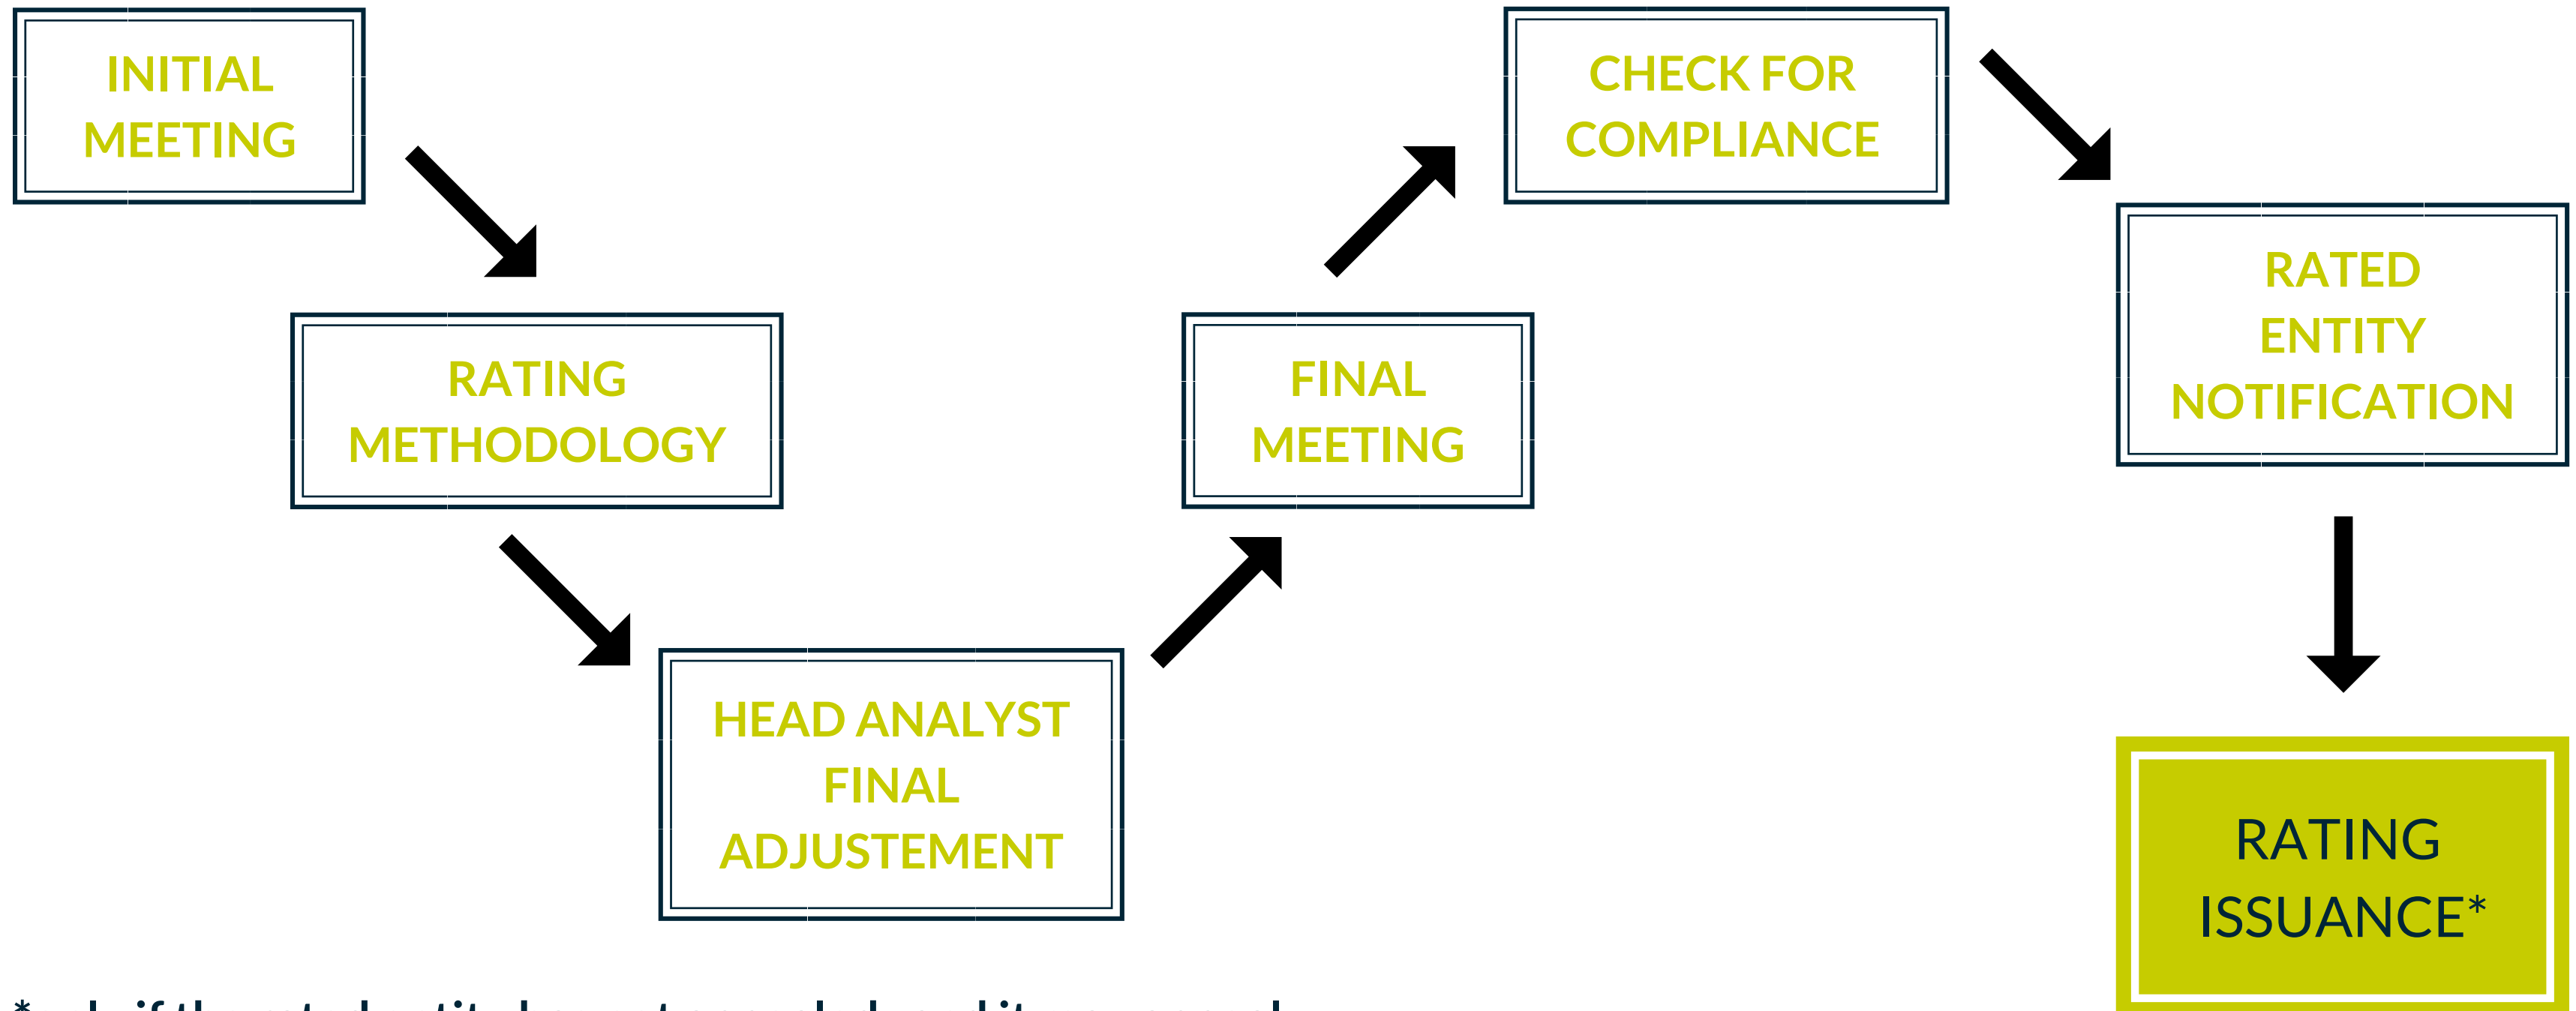 INITIAL
MEETING
RATING
METHODOLOGY
HEAD ANALYST
FINAL
ADJUSTEMENT
FINAL
MEETING
CHECK FOR
COMPLIANCE
RATED
ENTITY
NOTIFICATION
RATING
ISSUANCE*